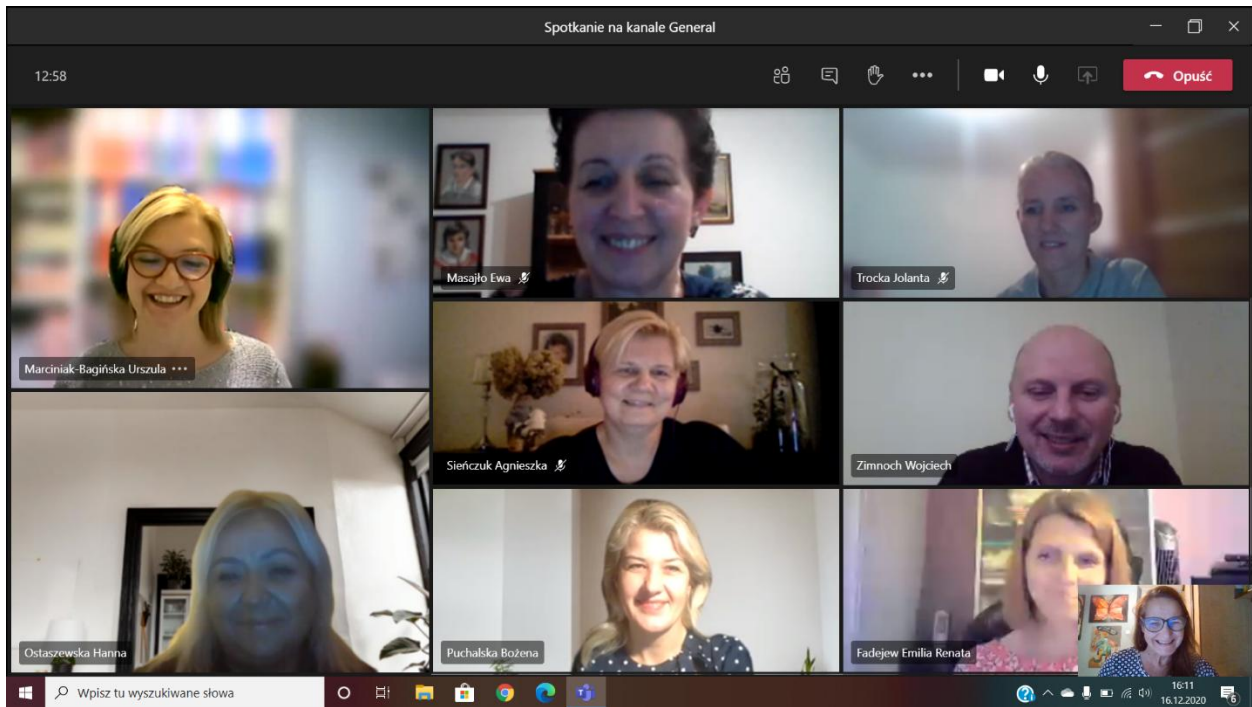 Spotkanie na kanale General
12:58
Opuść
Marciniak-Bagińska Urszula
Masajło Ewa
Trocka Jolanta
Sieńczuk Agnieszka
Zimnoch Wojciech
Ostaszewska Hanna
Puchalska Bożena
Fadejew Emilia Renata
Wpisz tu wyszukiwane słowa
16:11
16.12.2020
6